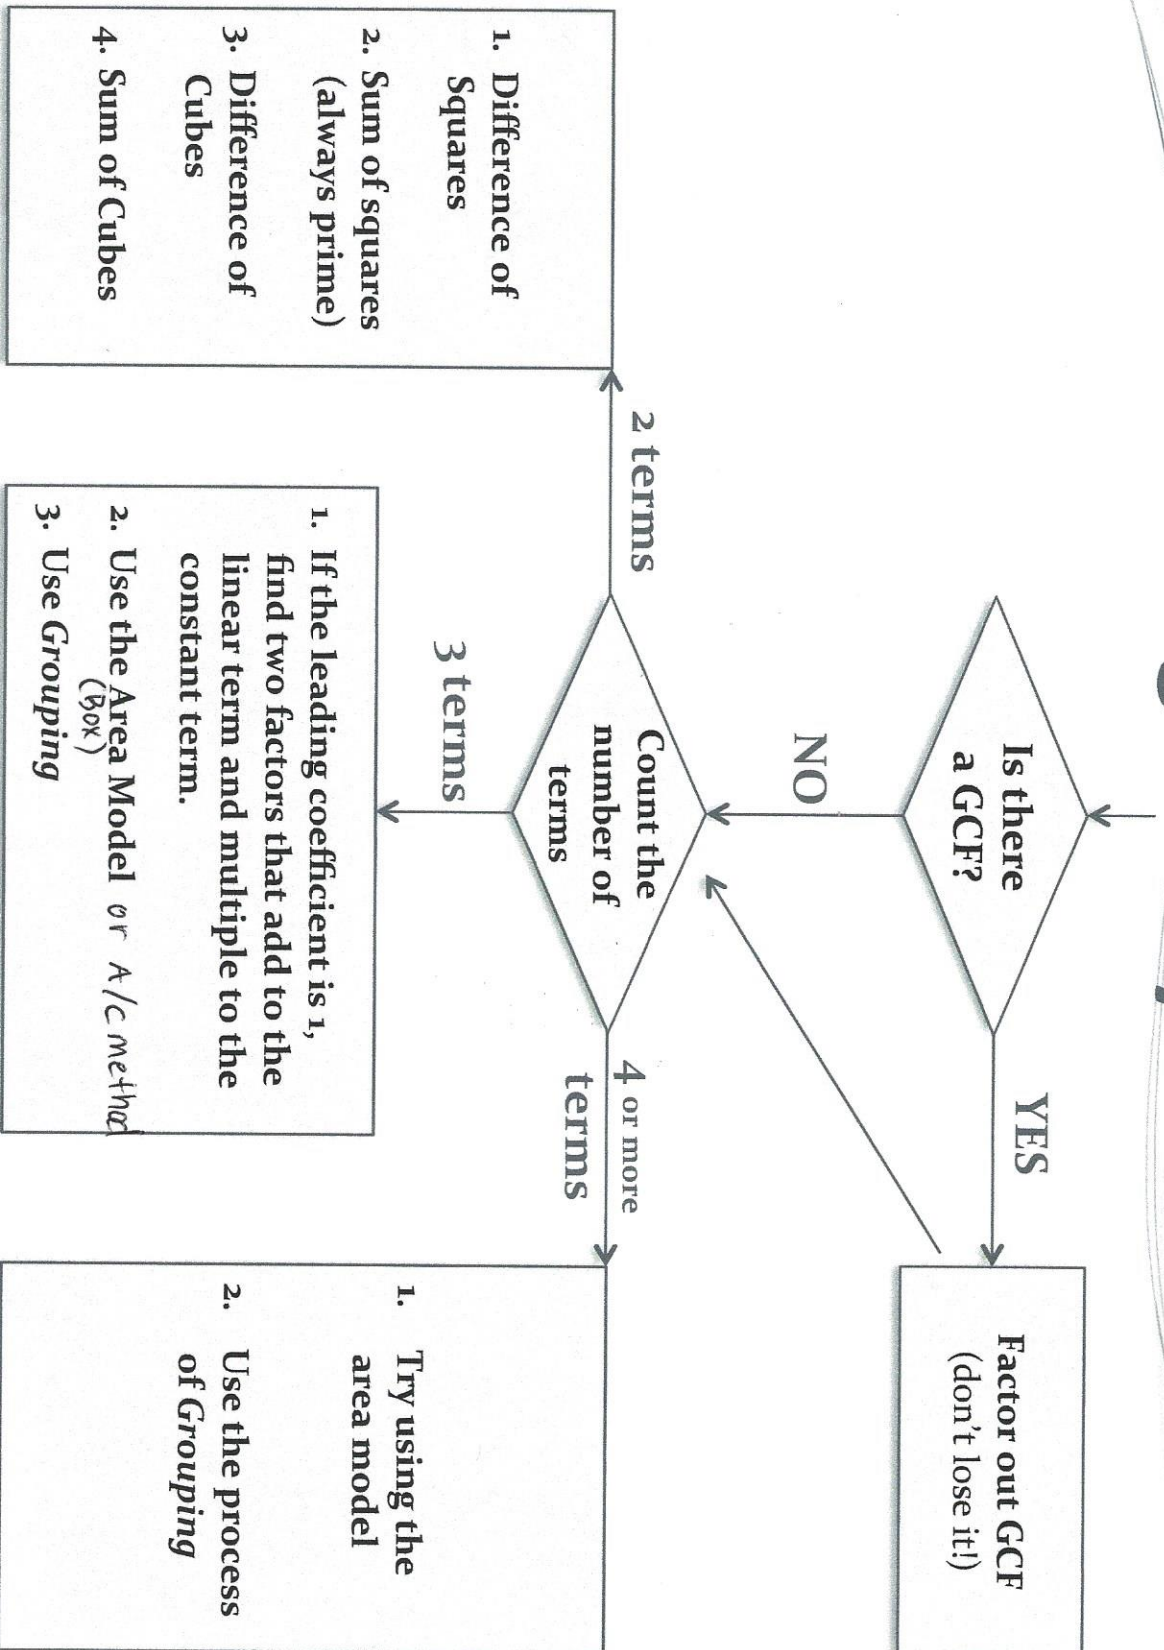 Is there
a GCF?
YES
Factor out GCF
(don't lose it!)
NO
Count the
number of
terms
2 terms
3 terms
4 or more
terms
1. Difference of
Squares
2. Sum of squares
(always prime)
3. Difference of
Cubes
4. Sum of Cubes
1. If the leading coefficient is 1,
find two factors that add to the
linear term and multiple to the
constant term.
2. Use the Area Model or A/C method
(Box)
3. Use Grouping
1. Try using the
area model
2. Use the process
of Grouping